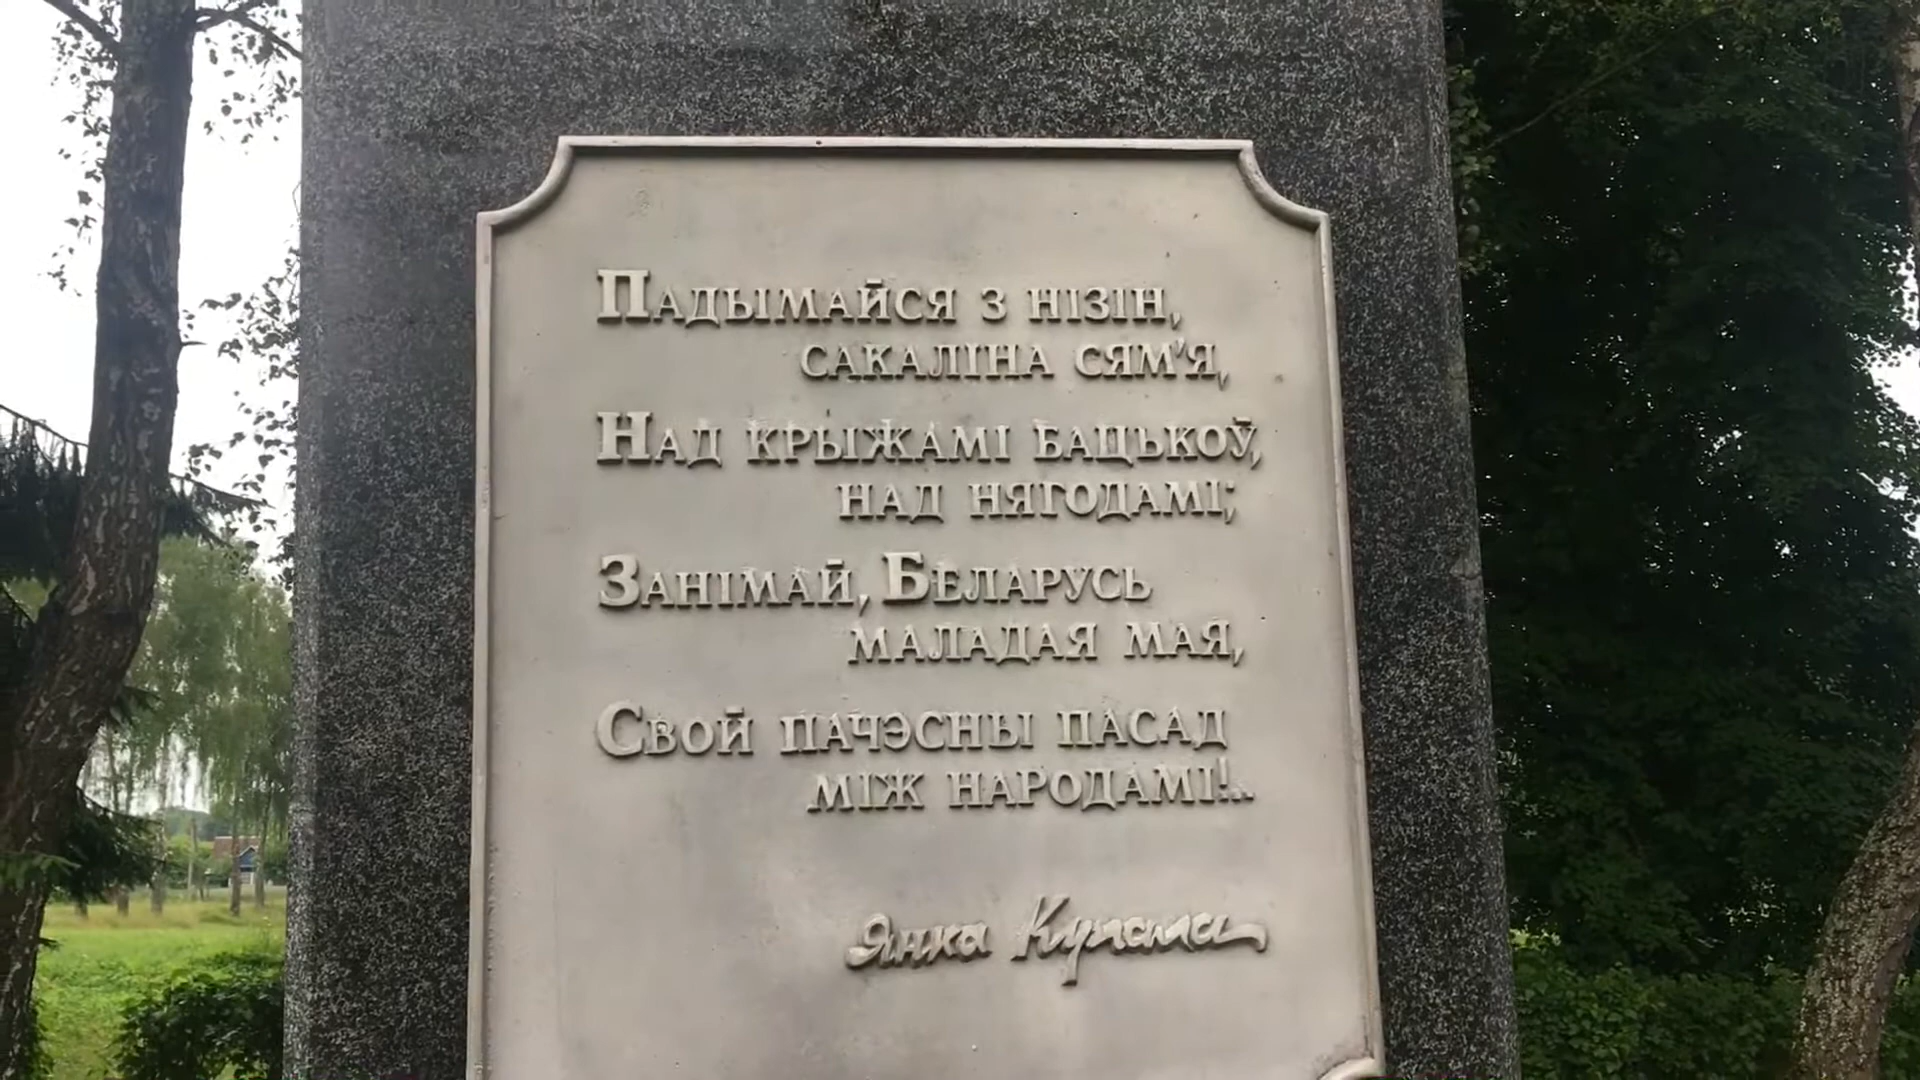 Падымайся з нізін,
сакаліна сям'я,
Над крыжамі бацькоў,
над нягодамі;
Занімай, Беларусь
маладая мая,
Свой пачэсны пасад
між народамі!..
Янка Купала